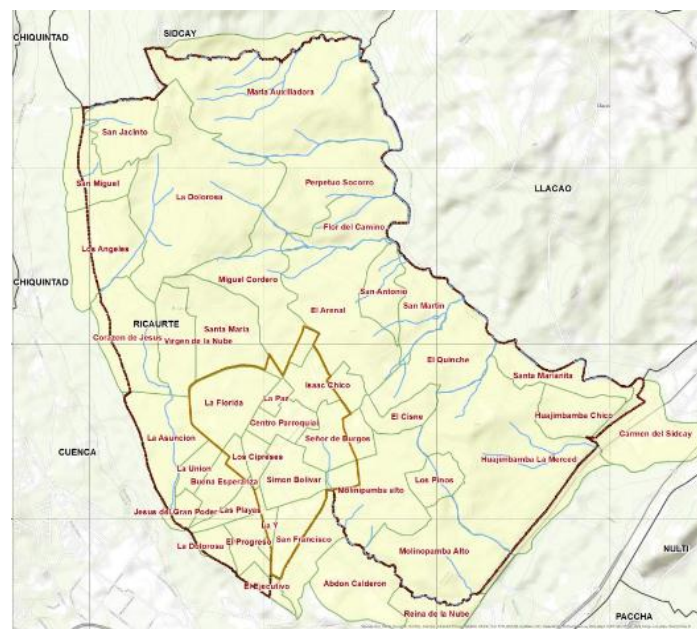 SIDCAY
CHIQUINTAD
Maria Auxiliadora
San Jacinto
San Miguel
Perpetuo Socorro
LLACAO
La Dolorosa
Flor del Camino
Los Angeles
Miguel Cordero
CHIQUINTAD
San Antonio
San Martin
El Arenal
RICAURTE
Santa Maria
Corazon de Jesus
Virgen de la Nube
El Quinche
Santa Marianita
Isaac Chico
La Paz
La Florida
El Cisne
Huajimbamba Chico
Centro Parroquial
Carmen del Sidcay
La Asuncion
Señor de Burgos
CUENCA
Los Cipreses
Huajimbamba La Merced
La Union
Buena Esperanza
Simon Bolivar
Los Pinos
Molinipamba alto
Jesus del Gran Poder
Las Playas
La Y
El Progreso
San Francisco
La Dolorosa
Molinopamba Alto
NULTI
Abdon Calderon
El Ejecutivo
Reina de la Nube
PACCHA